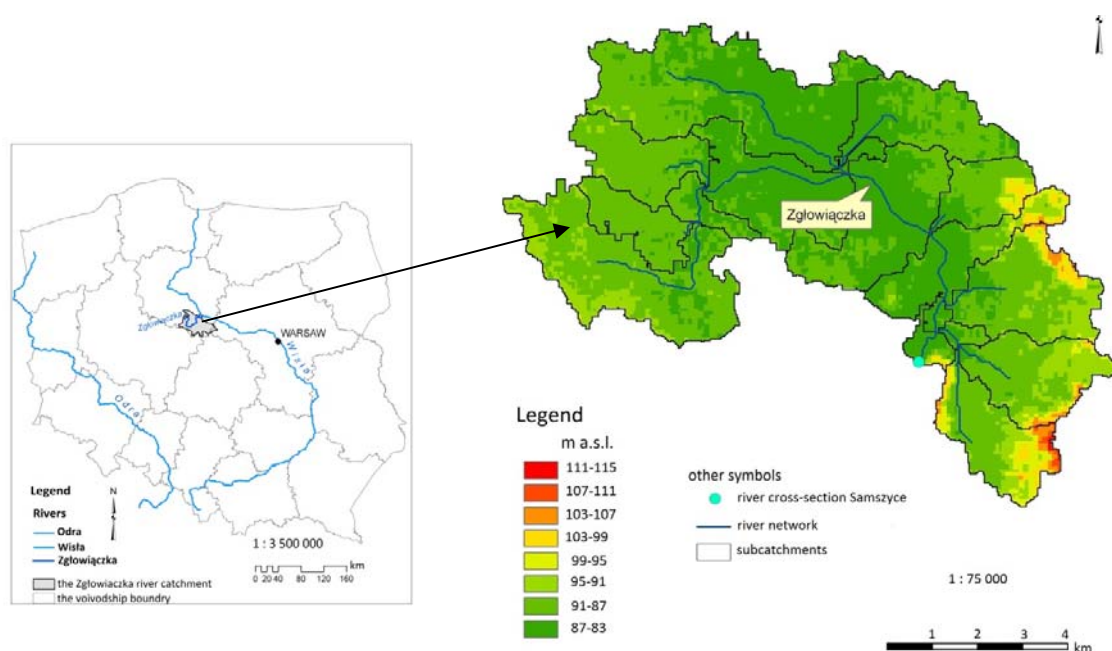 Zgłowiączka
WARSAW
Wisła
Odra
Legend
Rivers
Odra
Wisła
Zgłowiączka
the Zgłowiaczka river catchment
the voivodship boundry
N
1 : 3 500 000
0 20 40 80 120 160
km
Zgłowiączka
Legend
m a.s.l.
111-115
107-111
103-107
103-99
99-95
95-91
91-87
87-83
other symbols
river cross-section Samszyce
river network
subcatchments
1 : 75 000
1 2 3 4
km